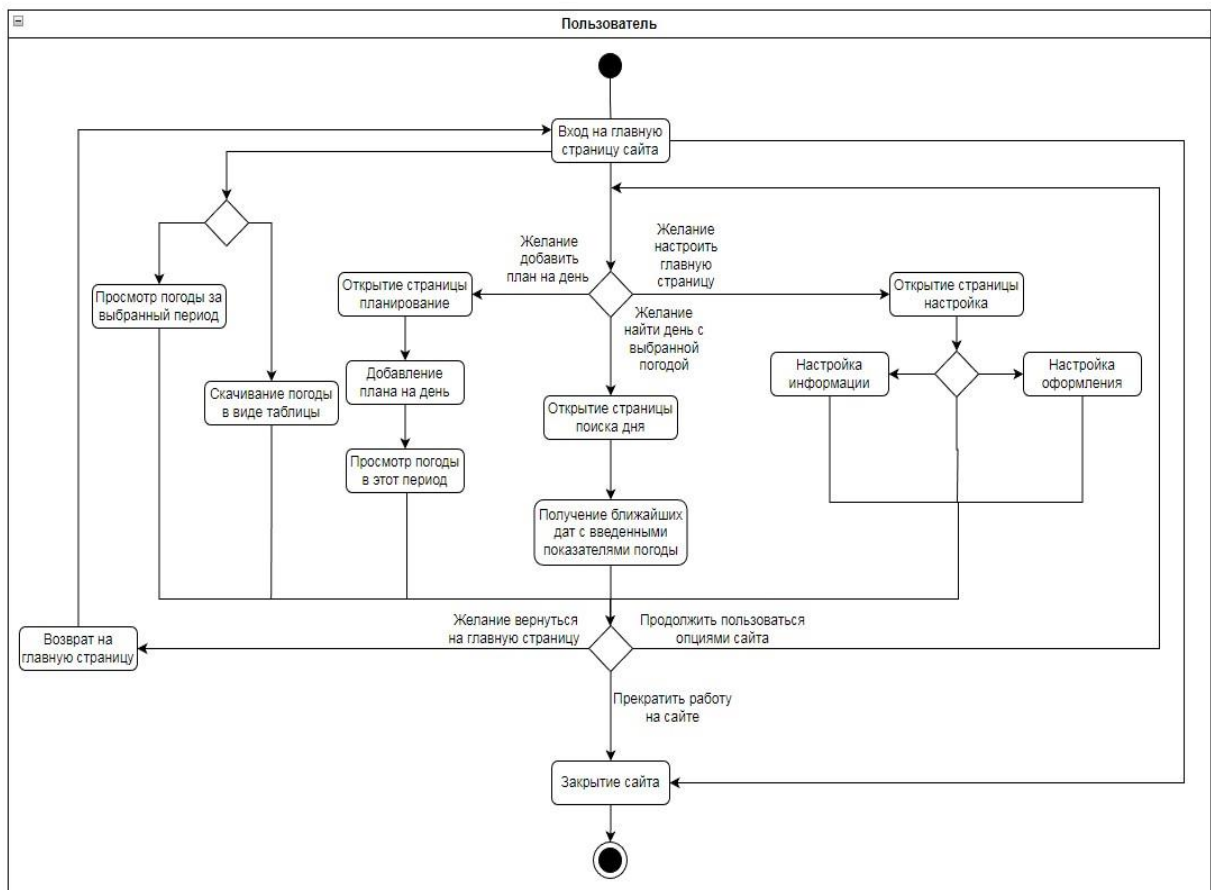 Пользователь
Вход на главную
страницу сайта
Желание
добавить
план на день
Желание
настроить
главную
страницу
Просмотр погоды за
выбранный период
Открытие страницы
планирование
Открытие страницы
настройка
Желание
найти день с
выбранной
погодой
Скачивание погоды
в виде таблицы
Добавление
плана на день
Настройка
информации
Настройка
оформления
Открытие страницы
поиска дня
Просмотр погоды
в этот период
Получение ближайших
дат с введенными
показателями погоды
Желание вернуться
на главную страницу
Продолжить пользоваться
опциями сайта
Возврат на
главную страницу
Прекратить работу
на сайте
Закрытие сайта